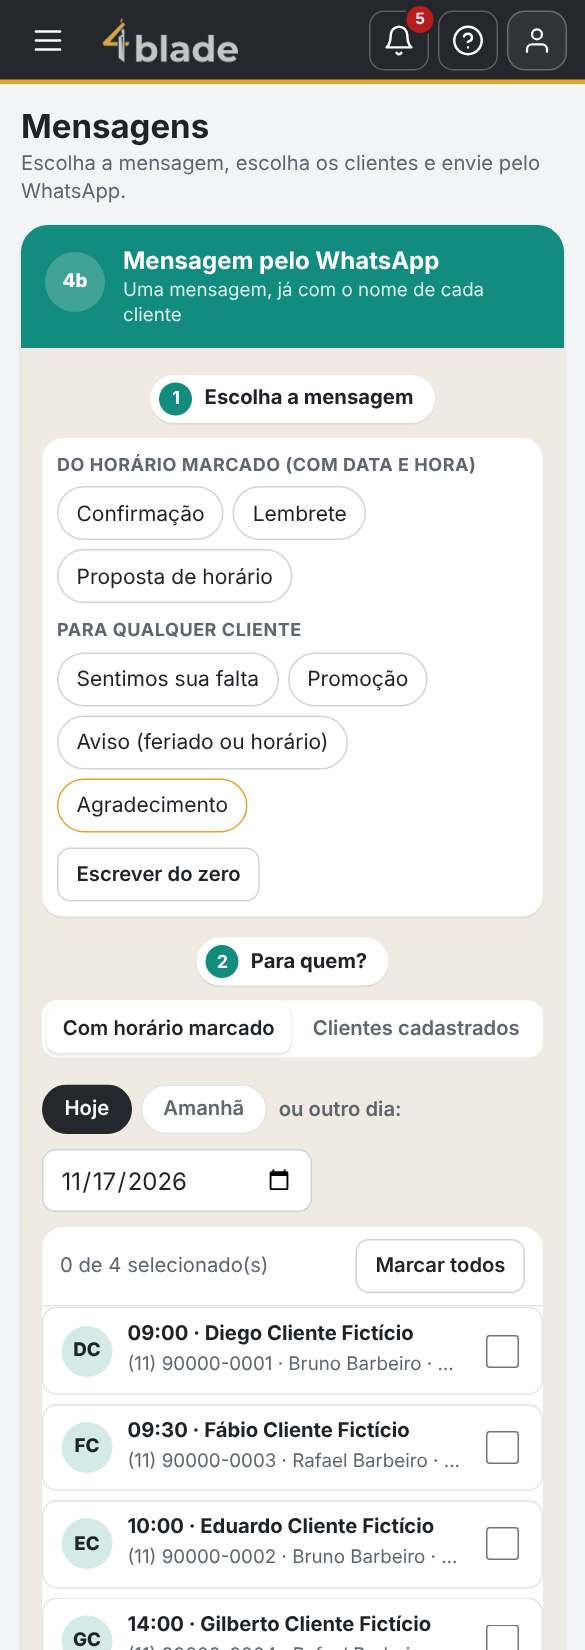 4blade
5
Mensagens
Escolha a mensagem, escolha os clientes e envie pelo
WhatsApp.
4b
Mensagem pelo WhatsApp
Uma mensagem, já com o nome de cada
cliente
1 Escolha a mensagem
DO HORÁRIO MARCADO (COM DATA E HORA)
Confirmação Lembrete
Proposta de horário
PARA QUALQUER CLIENTE
Sentimos sua falta Promoção
Aviso (feriado ou horário)
Agradecimento
Escrever do zero
2 Para quem?
Com horário marcado Clientes cadastrados
Hoje Amanhã ou outro dia:
11/17/2026
0 de 4 selecionado(s) Marcar todos
DC
09:00 · Diego Cliente Fictício
(11) 90000-0001 · Bruno Barbeiro · ...
FC
09:30 · Fábio Cliente Fictício
(11) 90000-0003 · Rafael Barbeiro · ...
EC
10:00 · Eduardo Cliente Fictício
(11) 90000-0002 · Bruno Barbeiro · ...
GC
14:00 · Gilberto Cliente Fictício